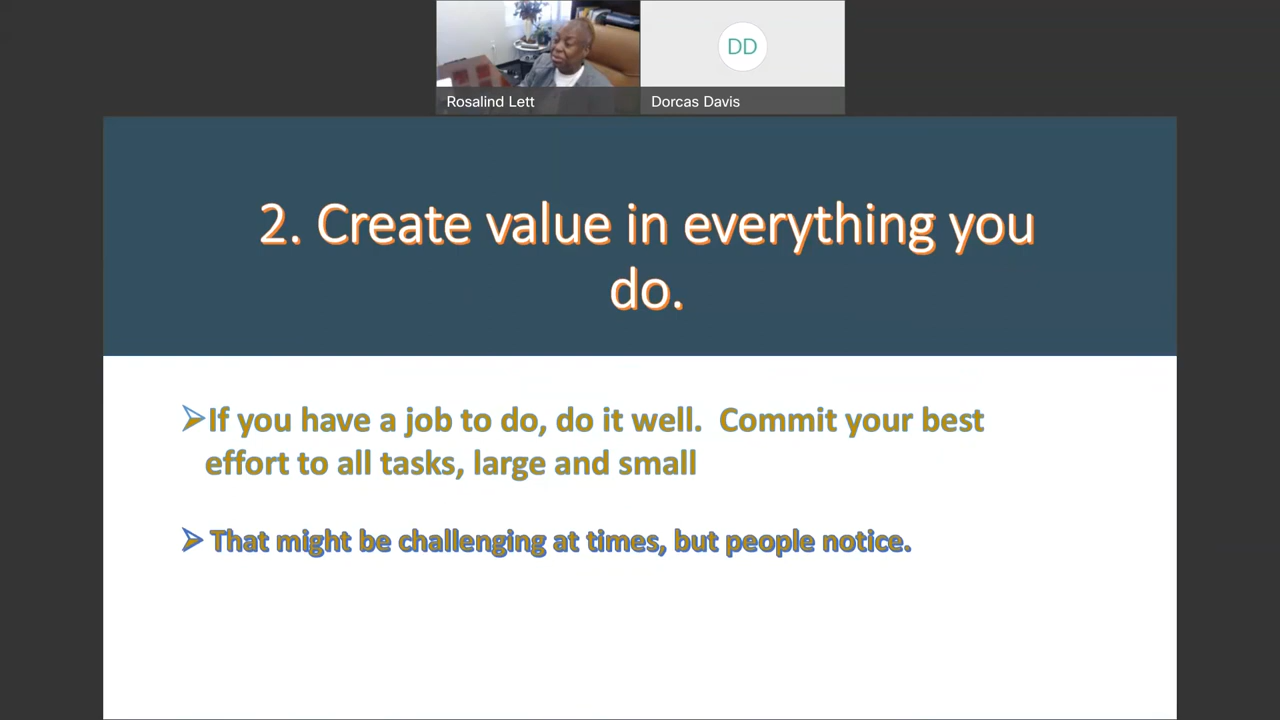 DD
Rosalind Lett
Dorcas Davis
2. Create value in everything you
do.
If you have a job to do, do it well.  Commit your best
effort to all tasks, large and small
That might be challenging at times, but people notice.